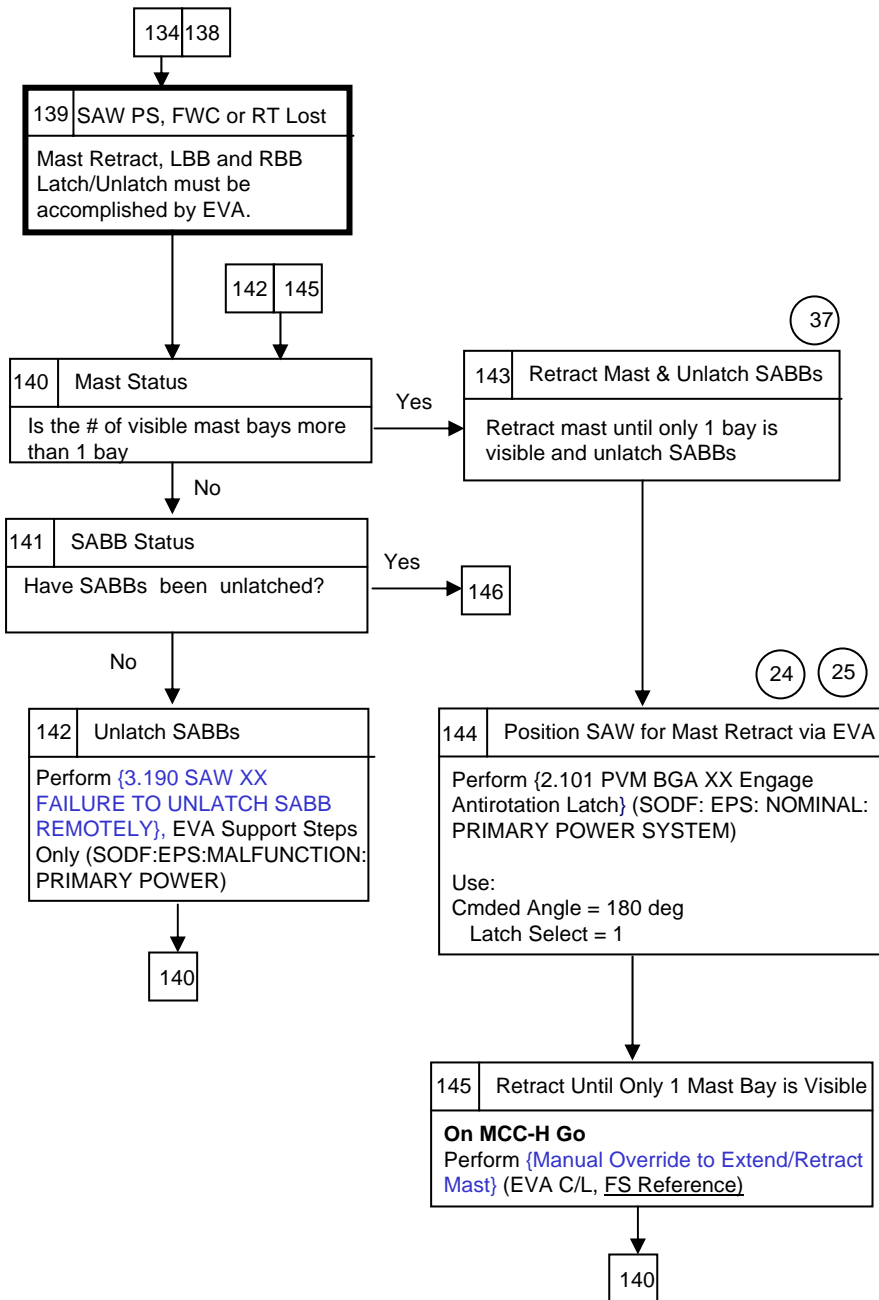 134 138
139 SAW PS, FWC or RT Lost
Mast Retract, LBB and RBB
Latch/Unlatch must be
accomplished by EVA.
142 145
37
140 Mast Status
Is the # of visible mast bays more
than 1 bay
Yes
143 Retract Mast & Unlatch SABBs
Retract mast until only 1 bay is
visible and unlatch SABBs
No
141 SABB Status
Have SABBs been unlatched?
Yes
146
No
24 25
142 Unlatch SABBs
Perform {3.190 SAW XX
FAILURE TO UNLATCH SABB
REMOTELY}, EVA Support Steps
Only (SODF:EPS:MALFUNCTION:
PRIMARY POWER)
140
144 Position SAW for Mast Retract via EVA
Perform {2.101 PVM BGA XX Engage
Antirotation Latch} (SODF: EPS: NOMINAL:
PRIMARY POWER SYSTEM)
Use:
Cmded Angle = 180 deg
Latch Select = 1
145 Retract Until Only 1 Mast Bay is Visible
On MCC-H Go
Perform {Manual Override to Extend/Retract
Mast} (EVA C/L, FS Reference)
140